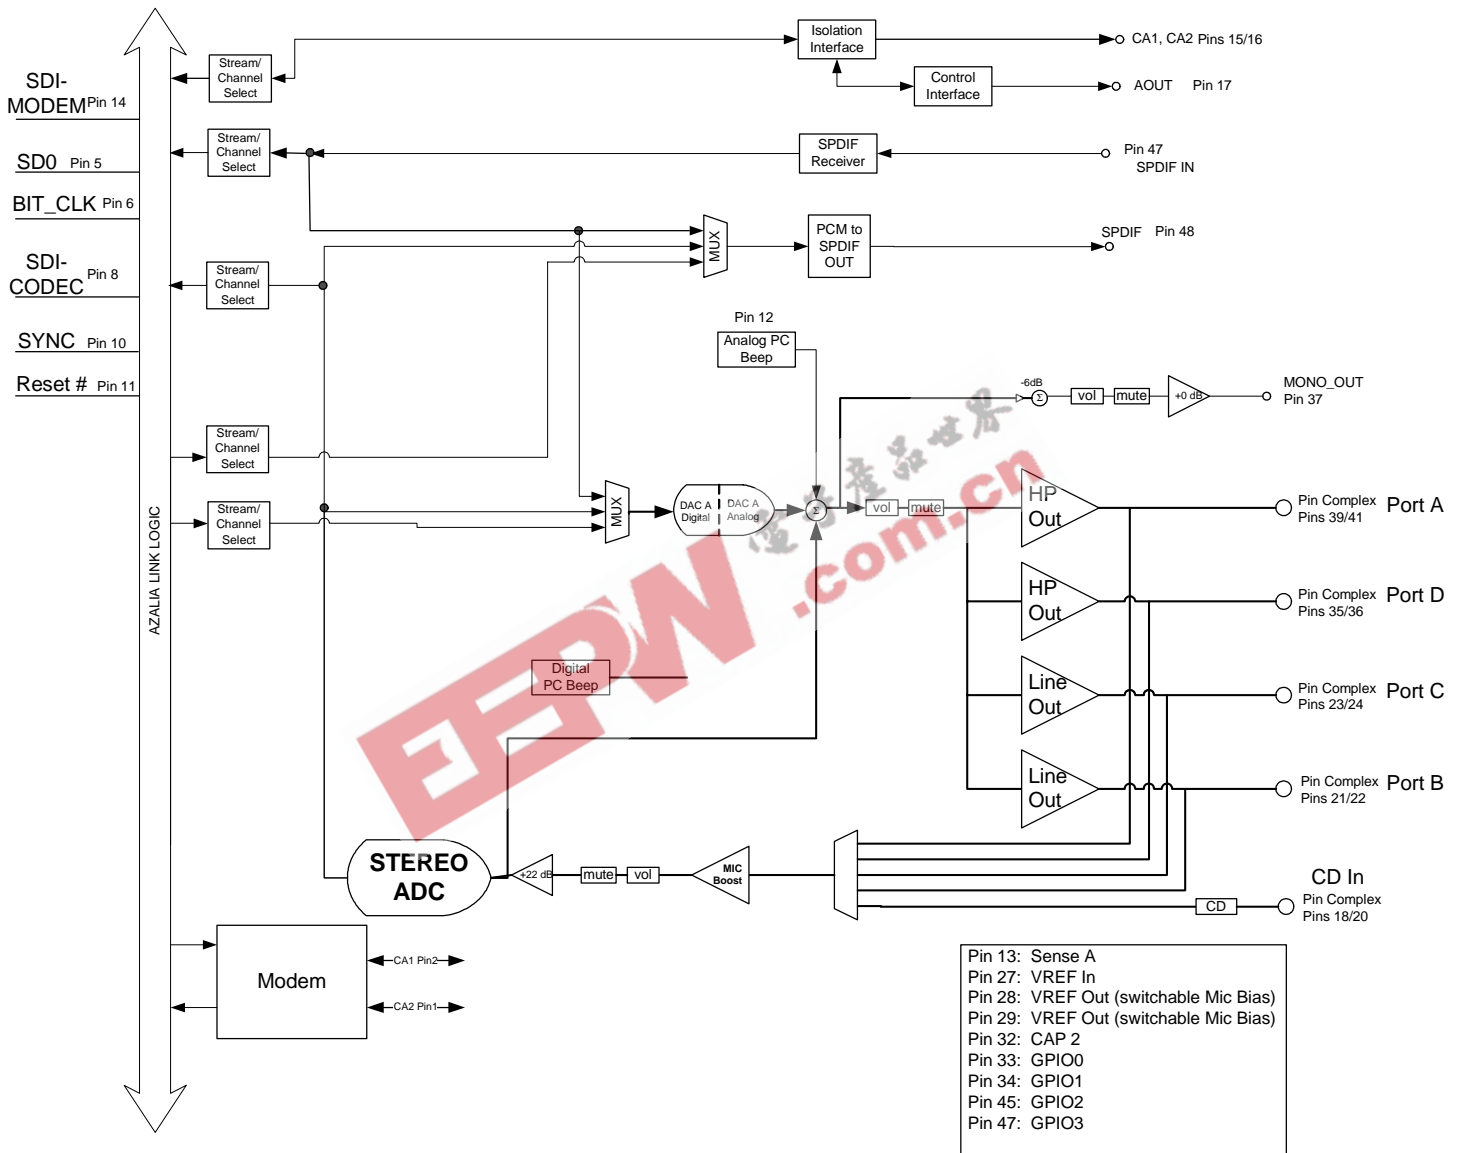 Isolation
Interface
CA1, CA2 Pins 15/16
Control
Interface
AOUT Pin 17
Stream/
Channel
Select
SDI-
MODEM Pin 14
Stream/
Channel
Select
SPDIF
Receiver
Pin 47
SPDIF IN
SD0 Pin 5
BIT_CLK Pin 6
MUX
PCM to
SPDIF
OUT
SPDIF Pin 48
SDI-
CODEC Pin 8
Stream/
Channel
Select
SYNC Pin 10
Pin 12
Analog PC
Beep
Reset # Pin 11
-6dB
Σ
vol
mute
+0 dB
MONO_OUT
Pin 37
Stream/
Channel
Select
Stream/
Channel
Select
MUX
DAC A
Digital
DAC A
Analog
Σ
vol
mute
HP
Out
Pin Complex
Pins 39/41
Port A
AZALIA LINK LOGIC
HP
Out
Pin Complex
Pins 35/36
Port D
Digital
PC Beep
Line
Out
Pin Complex
Pins 23/24
Port C
Line
Out
Pin Complex
Pins 21/22
Port B
STEREO
ADC
+22 dB
mute
vol
MIC
Boost
CD
CD In
Pin Complex
Pins 18/20
Modem
CA1 Pin2
CA2 Pin1
Pin 13: Sense A
Pin 27: VREF In
Pin 28: VREF Out (switchable Mic Bias)
Pin 29: VREF Out (switchable Mic Bias)
Pin 32: CAP 2
Pin 33: GPIO0
Pin 34: GPIO1
Pin 45: GPIO2
Pin 47: GPIO3
EEPW
.com.cn
電子產品世界